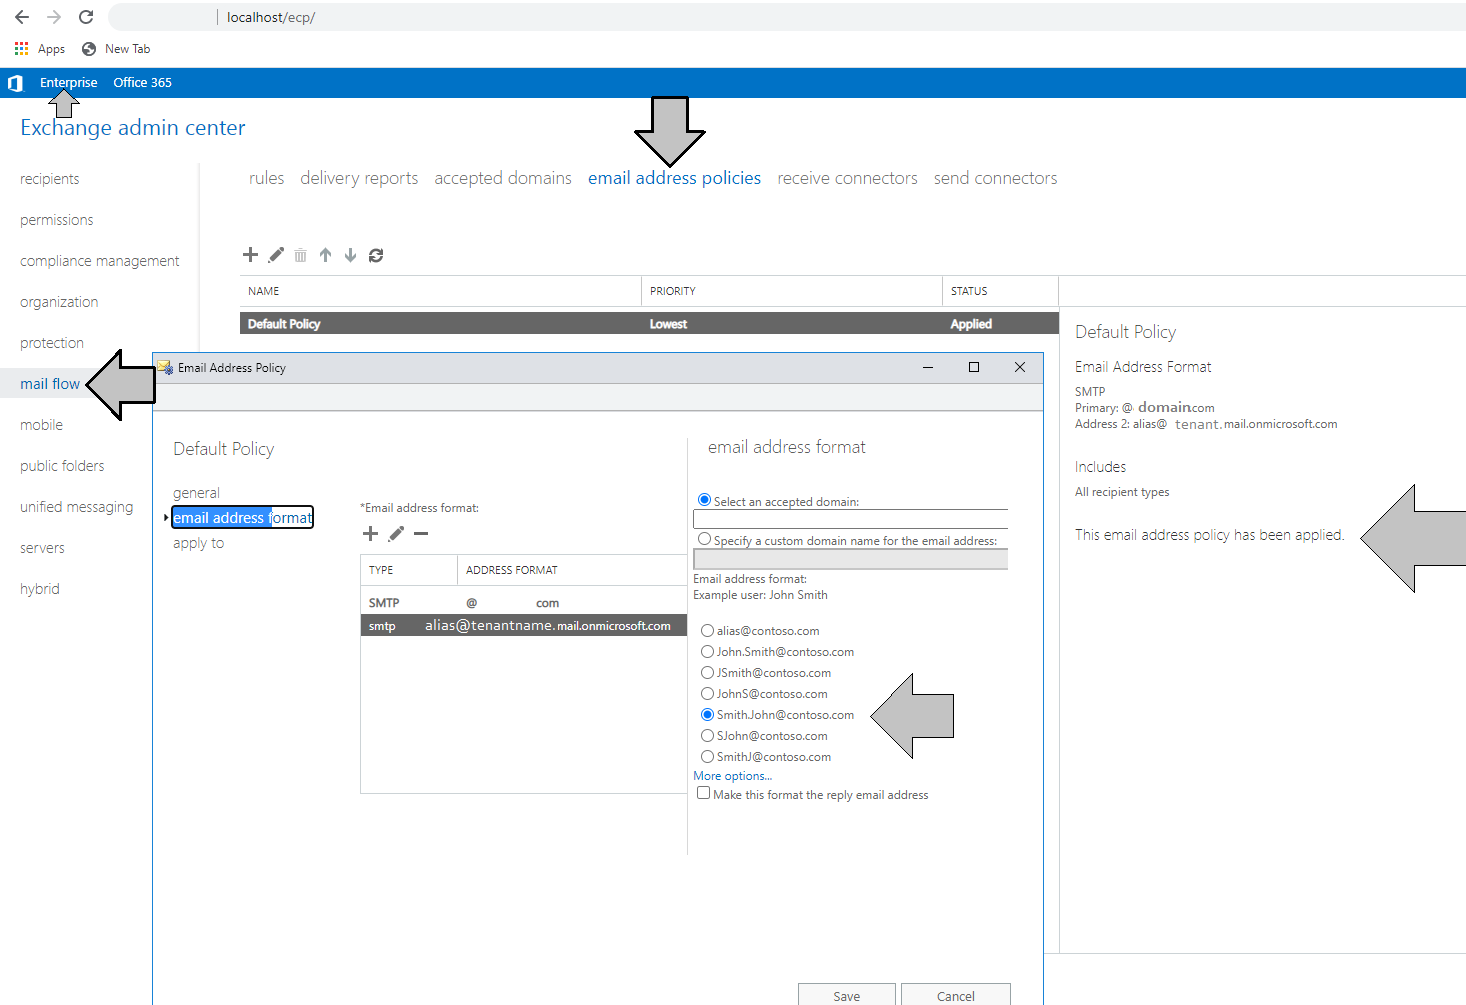 localhost/ecp/
Apps New Tab
Enterprise Office 365
Exchange admin center
rules delivery reports accepted domains email address policies receive connectors send connectors
recipients
permissions
compliance management
organization
protection
mail flow
mobile
public folders
unified messaging
servers
hybrid
NAME PRIORITY STATUS
Default Policy Lowest Applied
Default Policy
Email Address Format
SMTP
Primary: @ domain.com
Address 2: alias@ tenant.mail.onmicrosoft.com
Includes
All recipient types
This email address policy has been applied.
Email Address Policy
Default Policy
general
email address format
apply to
*Email address format:
TYPE ADDRESS FORMAT
SMTP @ com
smtp alias@tenantname.mail.onmicrosoft.com
email address format
Select an accepted domain:
Specify a custom domain name for the email address:
Email address format:
Example user: John Smith
alias@contoso.com
John.Smith@contoso.com
JSmith@contoso.com
JohnS@contoso.com
Smith.John@contoso.com
SJohn@contoso.com
SmithJ@contoso.com
More options...
Make this format the reply email address
Save Cancel